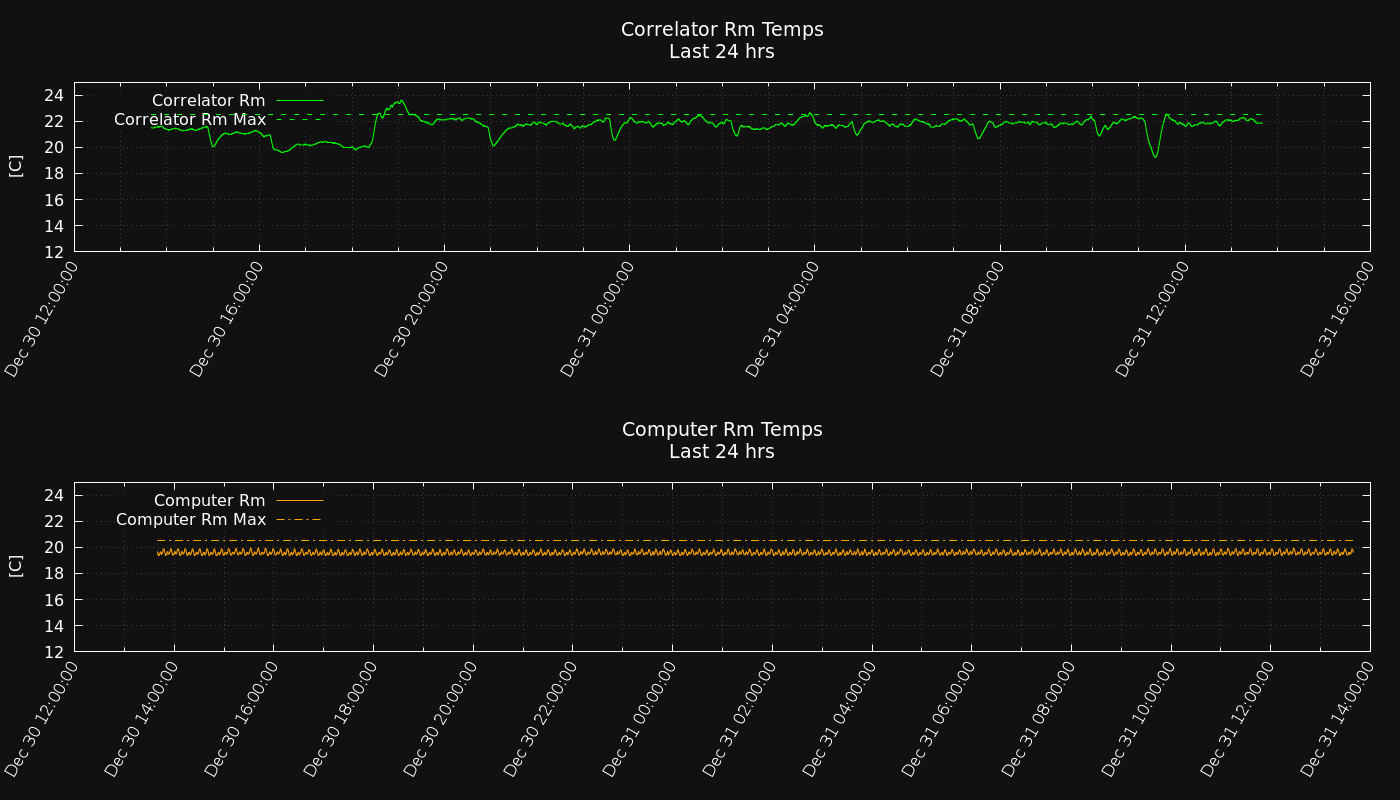 Correlator Rm Temps
Last 24 hrs
Correlator Rm
Correlator Rm Max
[C]
24
22
20
18
16
14
12
Dec 30 12:00:00
Dec 30 16:00:00
Dec 30 20:00:00
Dec 31 00:00:00
Dec 31 04:00:00
Dec 31 08:00:00
Dec 31 12:00:00
Dec 31 16:00:00
Computer Rm Temps
Last 24 hrs
Computer Rm
Computer Rm Max
[C]
24
22
20
18
16
14
12
Dec 30 12:00:00
Dec 30 14:00:00
Dec 30 16:00:00
Dec 30 18:00:00
Dec 30 20:00:00
Dec 30 22:00:00
Dec 31 00:00:00
Dec 31 02:00:00
Dec 31 04:00:00
Dec 31 06:00:00
Dec 31 08:00:00
Dec 31 10:00:00
Dec 31 12:00:00
Dec 31 14:00:00